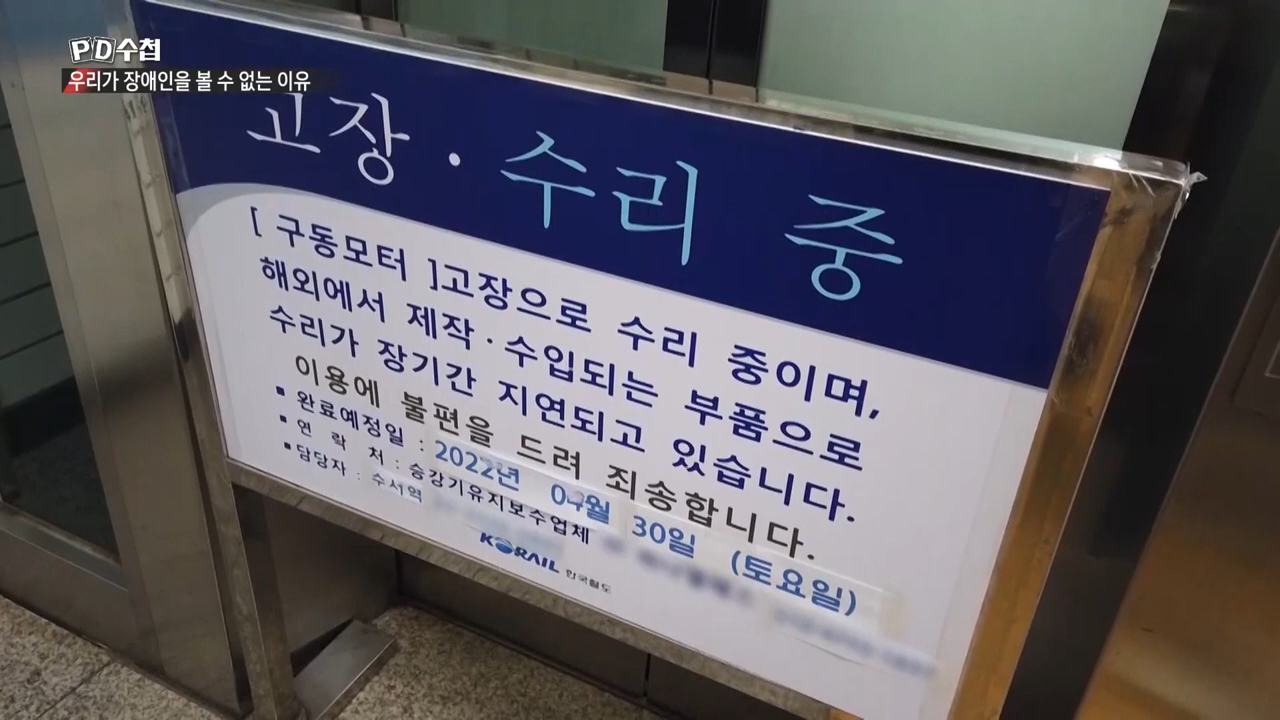 PD수첩
우리가 장애인을 볼 수 없는 이유
고장·수리 중
[ 구동모터 ]고장으로 수리 중이며,
해외에서 제작·수입되는 부품으로
수리가 장기간 지연되고 있습니다.
이용에 불편을 드려 죄송합니다.
▪ 완료예정일 : 2022년 04월 30일 (토요일)
▪ 연 락 처 : 승강기유지보수업체
▪ 담당자 : 수서역
KORAIL 한국철도